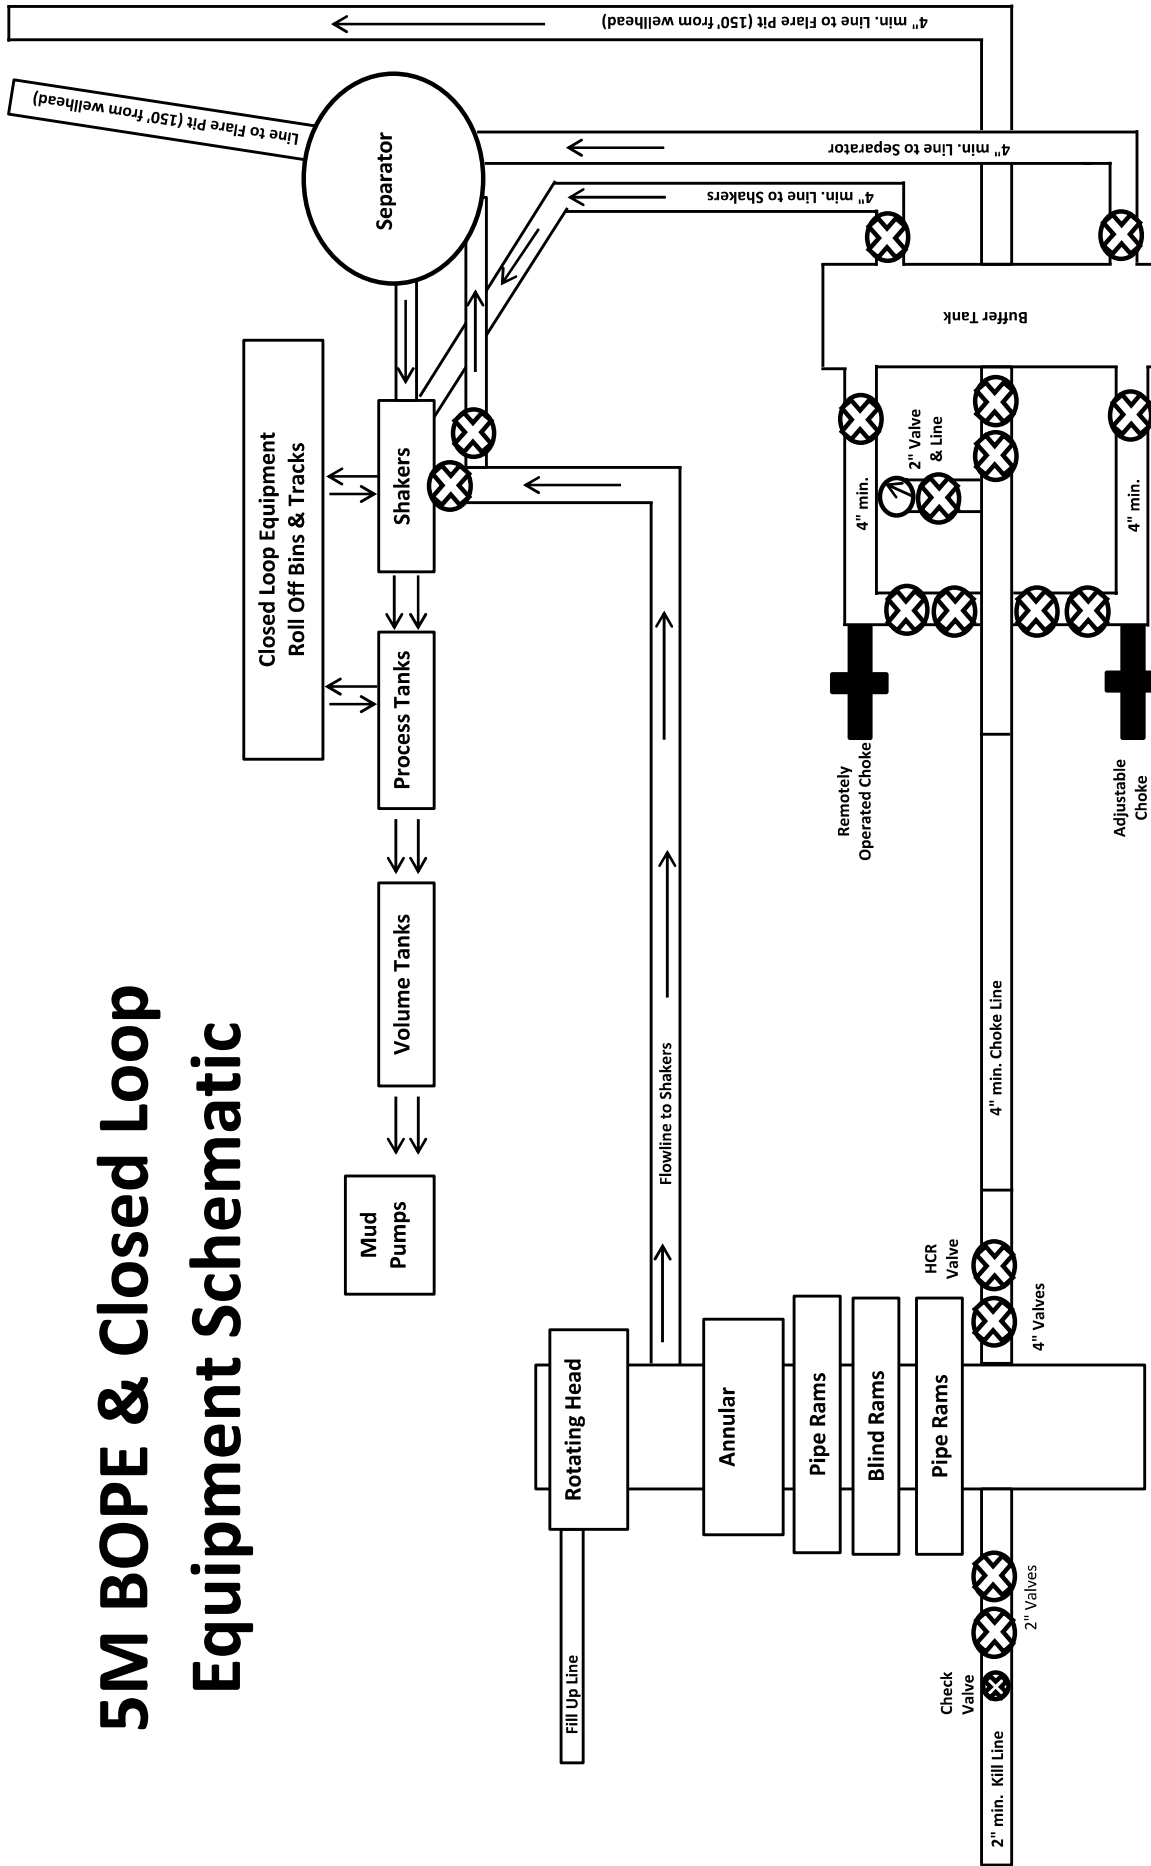 5M BOPE & Closed Loop
Equipment Schematic
Closed Loop Equipment
Roll Off Bins & Tracks
Mud
Pumps
Volume Tanks
Process Tanks
Shakers
Separator
Line to Flare Pit (150' from wellhead)
4" min. Line to Flare Pit (150' from wellhead)
4" min. Line to Separator
4" min. Line to Shakers
Fill Up Line
Rotating Head
Flowline to Shakers
Annular
Pipe Rams
Blind Rams
Pipe Rams
Remotely
Operated Choke
4" min.
2" Valve
& Line
Buffer Tank
Check
Valve
2" min. Kill Line
2" Valves
HCR
Valve
4" Valves
4" min. Choke Line
Adjustable
Choke
4" min.